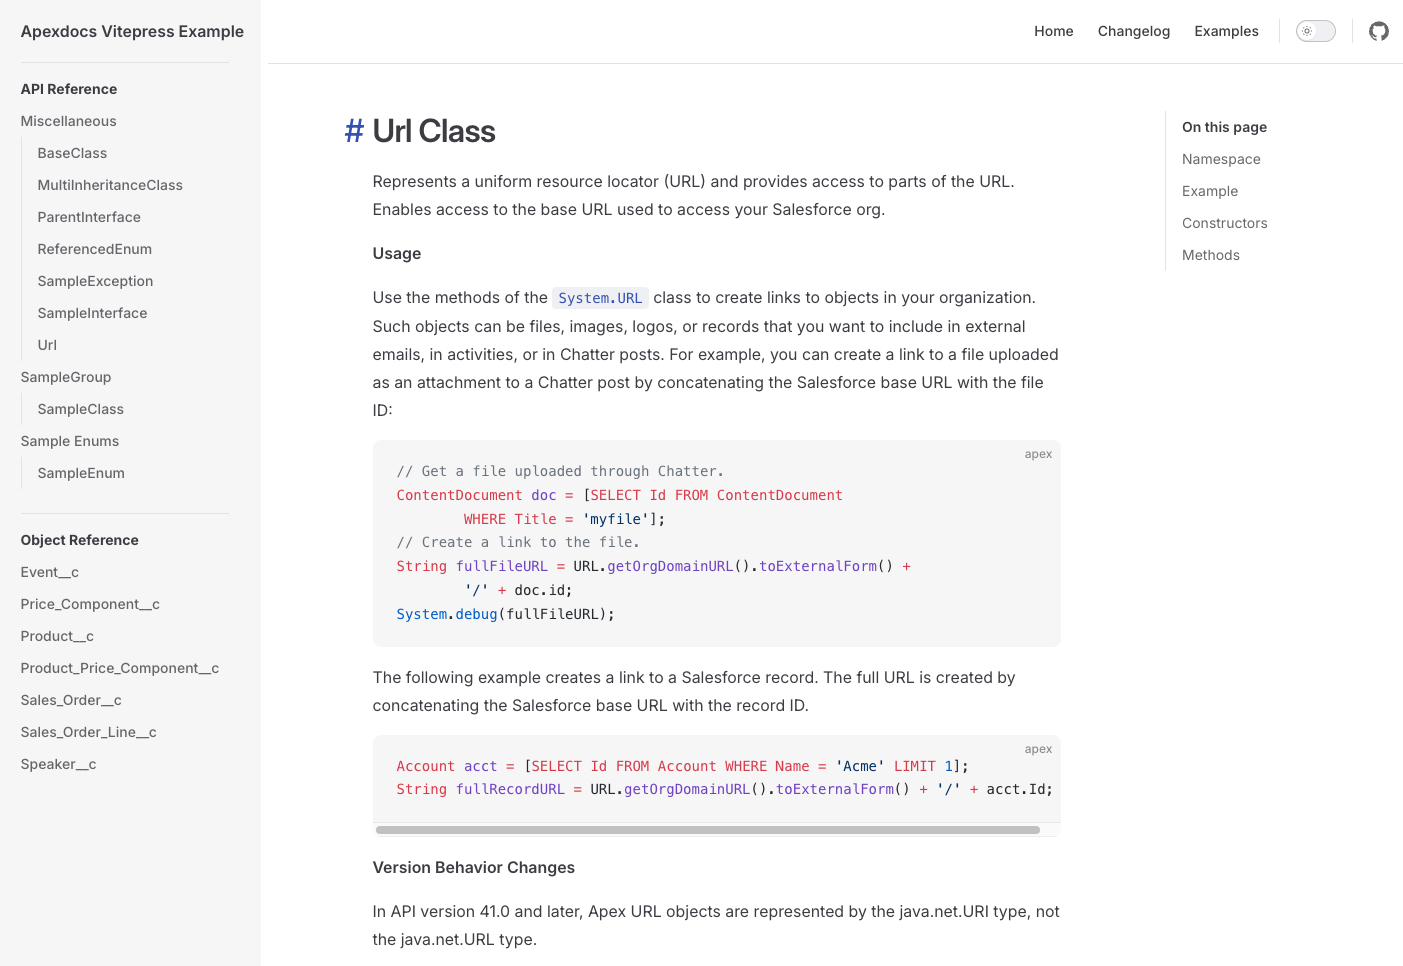 Apexdocs Vitepress Example
API Reference
Miscellaneous
BaseClass
MultiInheritanceClass
ParentInterface
ReferencedEnum
SampleException
SampleInterface
Url
SampleGroup
SampleClass
Sample Enums
SampleEnum
Object Reference
Event__c
Price_Component__c
Product__c
Product_Price_Component__c
Sales_Order__c
Sales_Order_Line__c
Speaker__c
Home Changelog Examples
# Url Class
Represents a uniform resource locator (URL) and provides access to parts of the URL.
Enables access to the base URL used to access your Salesforce org.
Usage
Use the methods of the System.URL class to create links to objects in your organization.
Such objects can be files, images, logos, or records that you want to include in external
emails, in activities, or in Chatter posts. For example, you can create a link to a file uploaded
as an attachment to a Chatter post by concatenating the Salesforce base URL with the file
ID:
apex
// Get a file uploaded through Chatter.
ContentDocument doc = [SELECT Id FROM ContentDocument
WHERE Title = 'myfile'];
// Create a link to the file.
String fullFileURL = URL.getOrgDomainURL().toExternalForm() +
'/' + doc.id;
System.debug(fullFileURL);
The following example creates a link to a Salesforce record. The full URL is created by
concatenating the Salesforce base URL with the record ID.
apex
Account acct = [SELECT Id FROM Account WHERE Name = 'Acme' LIMIT 1];
String fullRecordURL = URL.getOrgDomainURL().toExternalForm() + '/' + acct.Id;
Version Behavior Changes
In API version 41.0 and later, Apex URL objects are represented by the java.net.URI type, not
the java.net.URL type.
On this page
Namespace
Example
Constructors
Methods